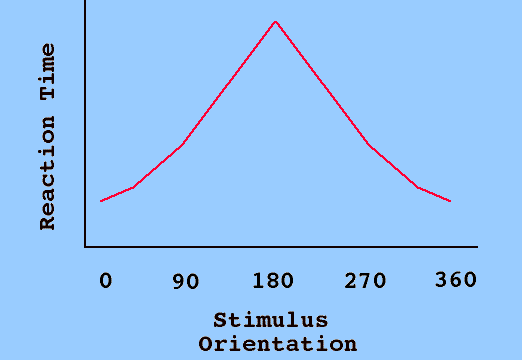 Reaction Time
0 90 180 270 360
Stimulus
Orientation